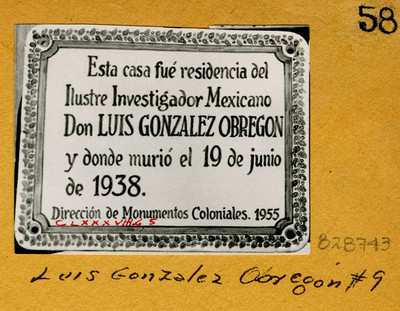 58
Esta casa fué residencia del
Ilustre Investigador Mexicano
Don LUIS GONZALEZ OBREGON
y donde murió el 19 de junio
de 1938.
Dirección de Monumentos Coloniales. 1955
828743
Luis Gonzalez Obregón #9